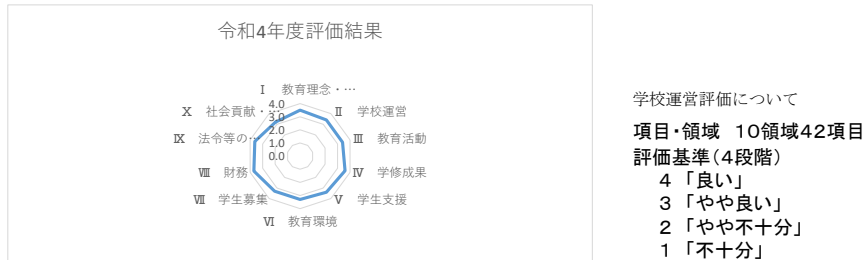 令和4年度評価結果
Ⅰ 教育理念・…
Ⅱ 学校運営
Ⅲ 教育活動
Ⅳ 学修成果
Ⅴ 学生支援
Ⅵ 教育環境
Ⅶ 学生募集
Ⅷ 財務
Ⅸ 法令等の…
Ⅹ 社会貢献・…
4.0
3.0
2.0
1.0
0.0
学校運営評価について
項目・領域 10領域42項目
評価基準(4段階)
4 「良い」
3 「やや良い」
2 「やや不十分」
1 「不十分」